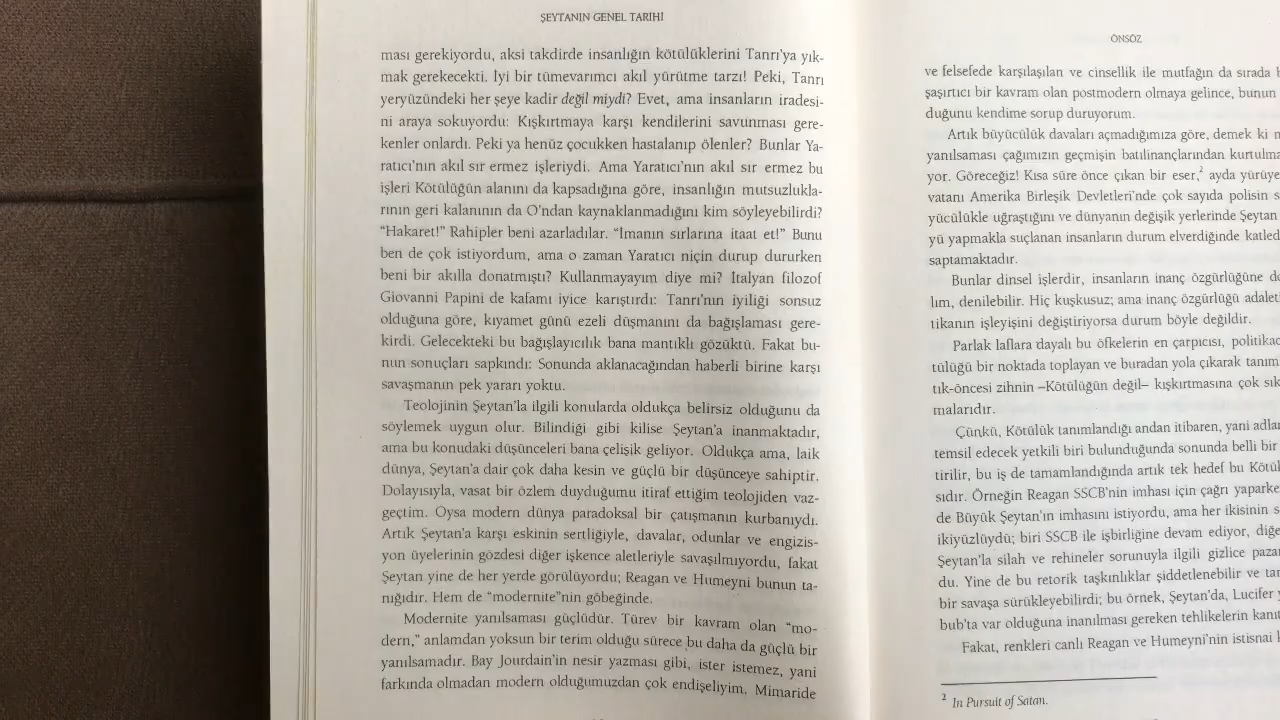 ŞEYTANIN GENEL TARİHİ
ması gerekiyordu, aksi takdirde insanlığın kötülüklerini Tanrı'ya yık-
mak gerekecekti. İyi bir tümevarımcı akıl yürütme tarzı! Peki, Tanrı
yeryüzündeki her şeye kadir değil miydi? Evet, ama insanların iradesi-
ni araya sokuyordu: Kışkırtmaya karşı kendilerini savunması gere-
kenler onlardı. Peki ya henüz çocukken hastalanıp ölenler? Bunlar Ya-
ratıcı'nın akıl sır ermez işleriydi. Ama Yaratıcı'nın akıl sır ermez bu
işleri Kötülüğün alanını da kapsadığına göre, insanlığın mutsuzlukla-
rının geri kalanının da O'ndan kaynaklanmadığını kim söyleyebilirdi?
"Hakaret!" Rahipler beni azarladılar. "İmanın sırlarına itaat et!" Bunu
ben de çok istiyordum, ama o zaman Yaratıcı niçin durup dururken
beni bir akılla donatmıştı? Kullanmayayım diye mi? İtalyan filozof
Giovanni Papini de kafamı iyice karıştırdı: Tanrı'nın iyiliği sonsuz
olduğuna göre, kıyamet günü ezeli düşmanını da bağışlaması gere-
kirdi. Gelecekteki bu bağışlayıcılık bana mantıklı gözüktü. Fakat bu-
nun sonuçları sapkındı: Sonunda aklanacağından haberli birine karşı
savaşmanın pek yararı yoktu.
Teolojinin Şeytan'la ilgili konularda oldukça belirsiz olduğunu da
söylemek uygun olur. Bilindiği gibi kilise Şeytan'a inanmaktadır,
ama bu konudaki düşünceleri bana çelişik geliyor. Oldukça ama, laik
dünya, Şeytan'a dair çok daha kesin ve güçlü bir düşünceye sahiptir.
Dolayısıyla, vasat bir özlem duyduğumu itiraf ettiğim teolojiden vaz-
geçtim. Oysa modern dünya paradoksal bir çatışmanın kurbanıydı.
Artık Şeytan'a karşı eskinin sertliğiyle, davalar, odunlar ve engizis-
yon üyelerinin gözdesi diğer işkence aletleriyle savaşılmıyordu, fakat
Şeytan yine de her yerde görülüyordu; Reagan ve Humeyni bunun ta-
nığıdır. Hem de "modernite"nin göbeğinde.
Modernite yanılsaması güçlüdür. Türev bir kavram olan "mo-
dern," anlamdan yoksun bir terim olduğu sürece bu daha da güçlü bir
yanılsamadır. Bay Jourdain'in nesir yazması gibi, ister istemez, yani
farkında olmadan modern olduğumuzdan çok endişeliyim. Mimaride
ÖNSÖZ
ve felsefede karşılaşılan ve cinsellik ile mutfağın da sırada
şaşırtıcı bir kavram olan postmodern olmaya gelince, bunun
duğunu kendime sorup duruyorum.
Artık büyücülük davaları açmadığımıza göre, demek ki
yanılsaması çağımızın geçmişin batılinançlarından kurtulma
yor. Göreceğiz! Kısa süre önce çıkan bir eser,² ayda yürüye
vatanı Amerika Birleşik Devletleri'nde çok sayıda polisin
yücülükle uğraştığını ve dünyanın değişik yerlerinde Şeytan
yü yapmakla suçlanan insanların durum elverdiğinde katled
saptamaktadır.
Bunlar dinsel işlerdir, insanların inanç özgürlüğüne do
lım, denilebilir. Hiç kuşkusuz; ama inanç özgürlüğü adalet
tikanın işleyişini değiştiriyorsa durum böyle değildir.
Parlak laflara dayalı bu öfkelerin en çarpıcısı, politikac
tülüğü bir noktada toplayan ve buradan yola çıkarak tanım
tık-öncesi zihnin –Kötülüğün değil– kışkırtmasına çok sık
malarıdır.
Çünkü, Kötülük tanımlandığı andan itibaren, yani adlan
temsil edecek yetkili biri bulunduğunda sonunda belli bir
tirilir, bu iş de tamamlandığında artık tek hedef bu Kötül
sıdır. Örneğin Reagan SSCB'nin imhası için çağrı yaparke
de Büyük Şeytan'ın imhasını istiyordu, ama her ikisinin
ikiyüzlüydü; biri SSCB ile işbirliğine devam ediyor, diğe
Şeytan'la silah ve rehineler sorunuyla ilgili gizlice pazar
du. Yine de bu retorik taşkınlıklar şiddetlenebilir ve tar
bir savaşa sürükleyebilirdi; bu örnek, Şeytan'da, Lucifer
bub'ta var olduğuna inanılması gereken tehlikelerin kanı
Fakat, renkleri canlı Reagan ve Humeyni'nin istisnai
² In Pursuit of Satan.